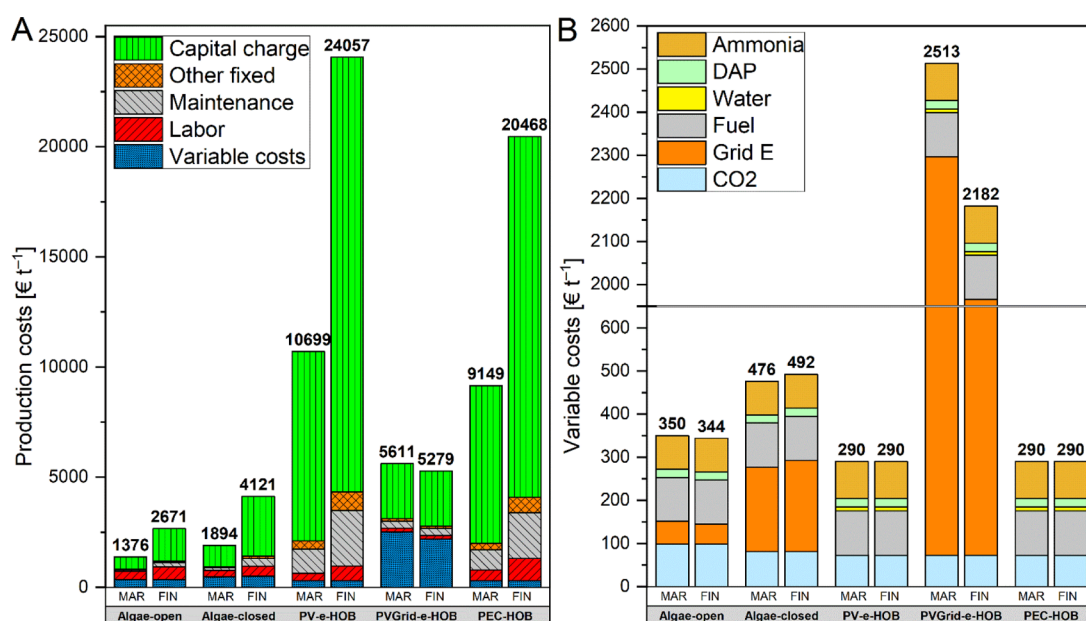 A
Production costs [€ t⁻¹]
25000
20000
15000
10000
5000
0
Capital charge
Other fixed
Maintenance
Labor
Variable costs
1376
2671
1894
4121
10699
24057
5611
5279
9149
20468
MAR FIN MAR FIN MAR FIN MAR FIN MAR FIN
Algae-open Algae-closed PV-e-HOB PVGrid-e-HOB PEC-HOB
B
Variable costs [€ t⁻¹]
2600
2500
2400
2300
2200
2100
2000
600
500
400
300
200
100
0
Ammonia
DAP
Water
Fuel
Grid E
CO2
350
344
476
492
290
290
2513
2182
290
290
MAR FIN MAR FIN MAR FIN MAR FIN MAR FIN
Algae-open Algae-closed PV-e-HOB PVGrid-e-HOB PEC-HOB